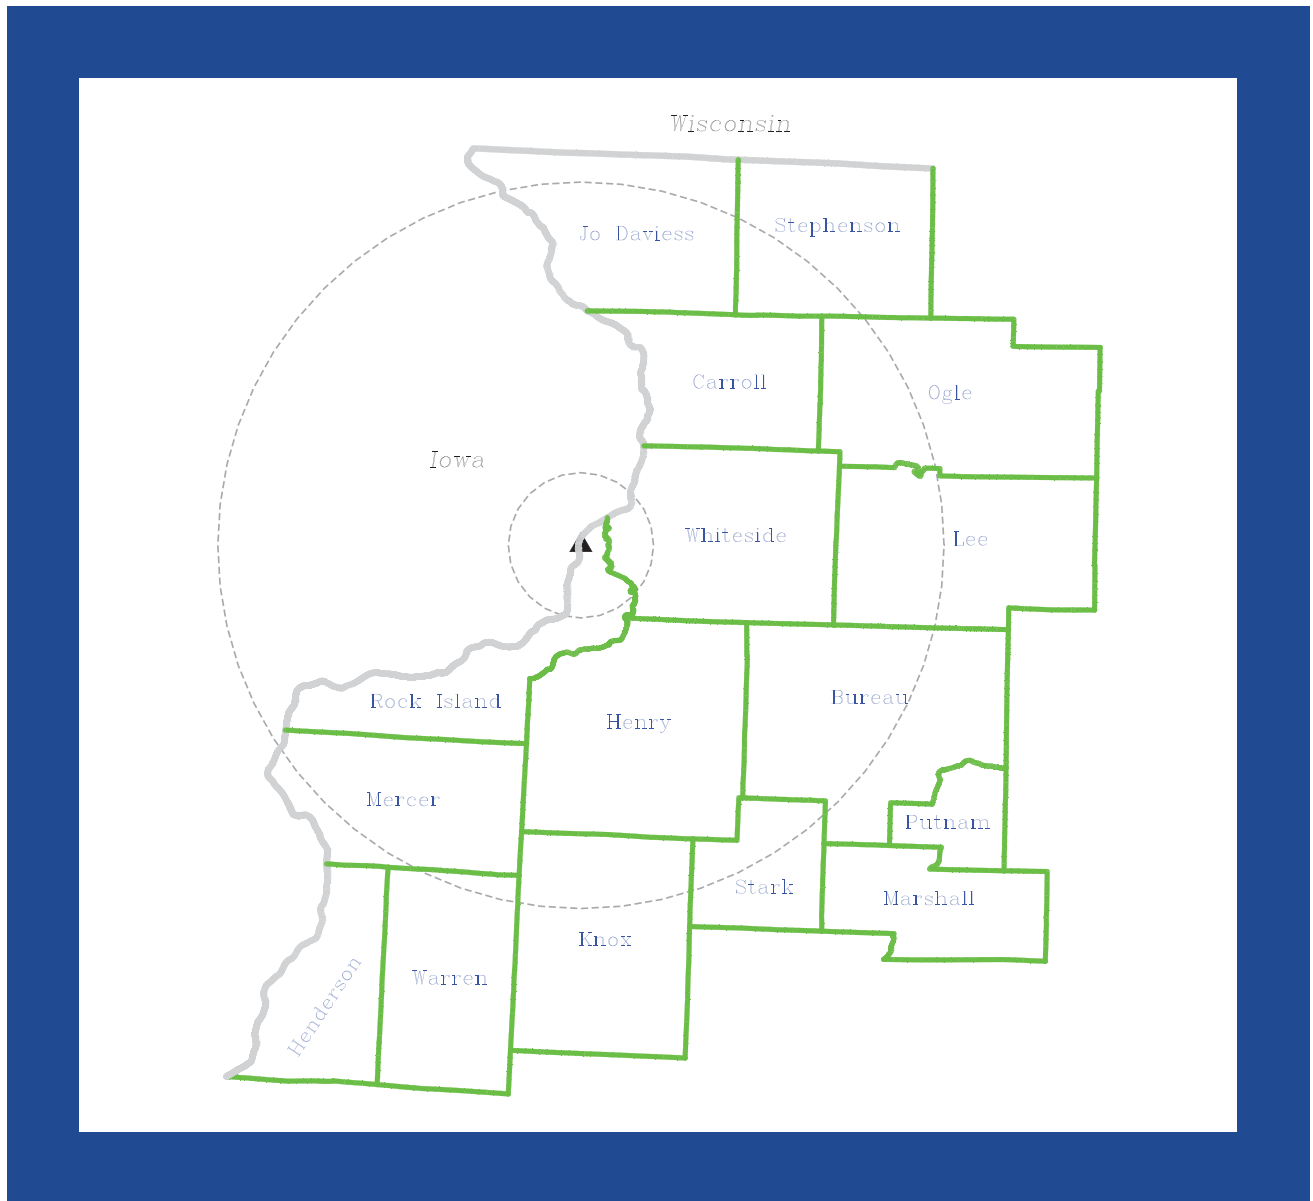 Wisconsin
Jo Daviess
Stephenson
Carroll
Ogle
Iowa
Whiteside
Lee
Rock Island
Henry
Bureau
Mercer
Putnam
Stark
Marshall
Knox
Warren
Henderson